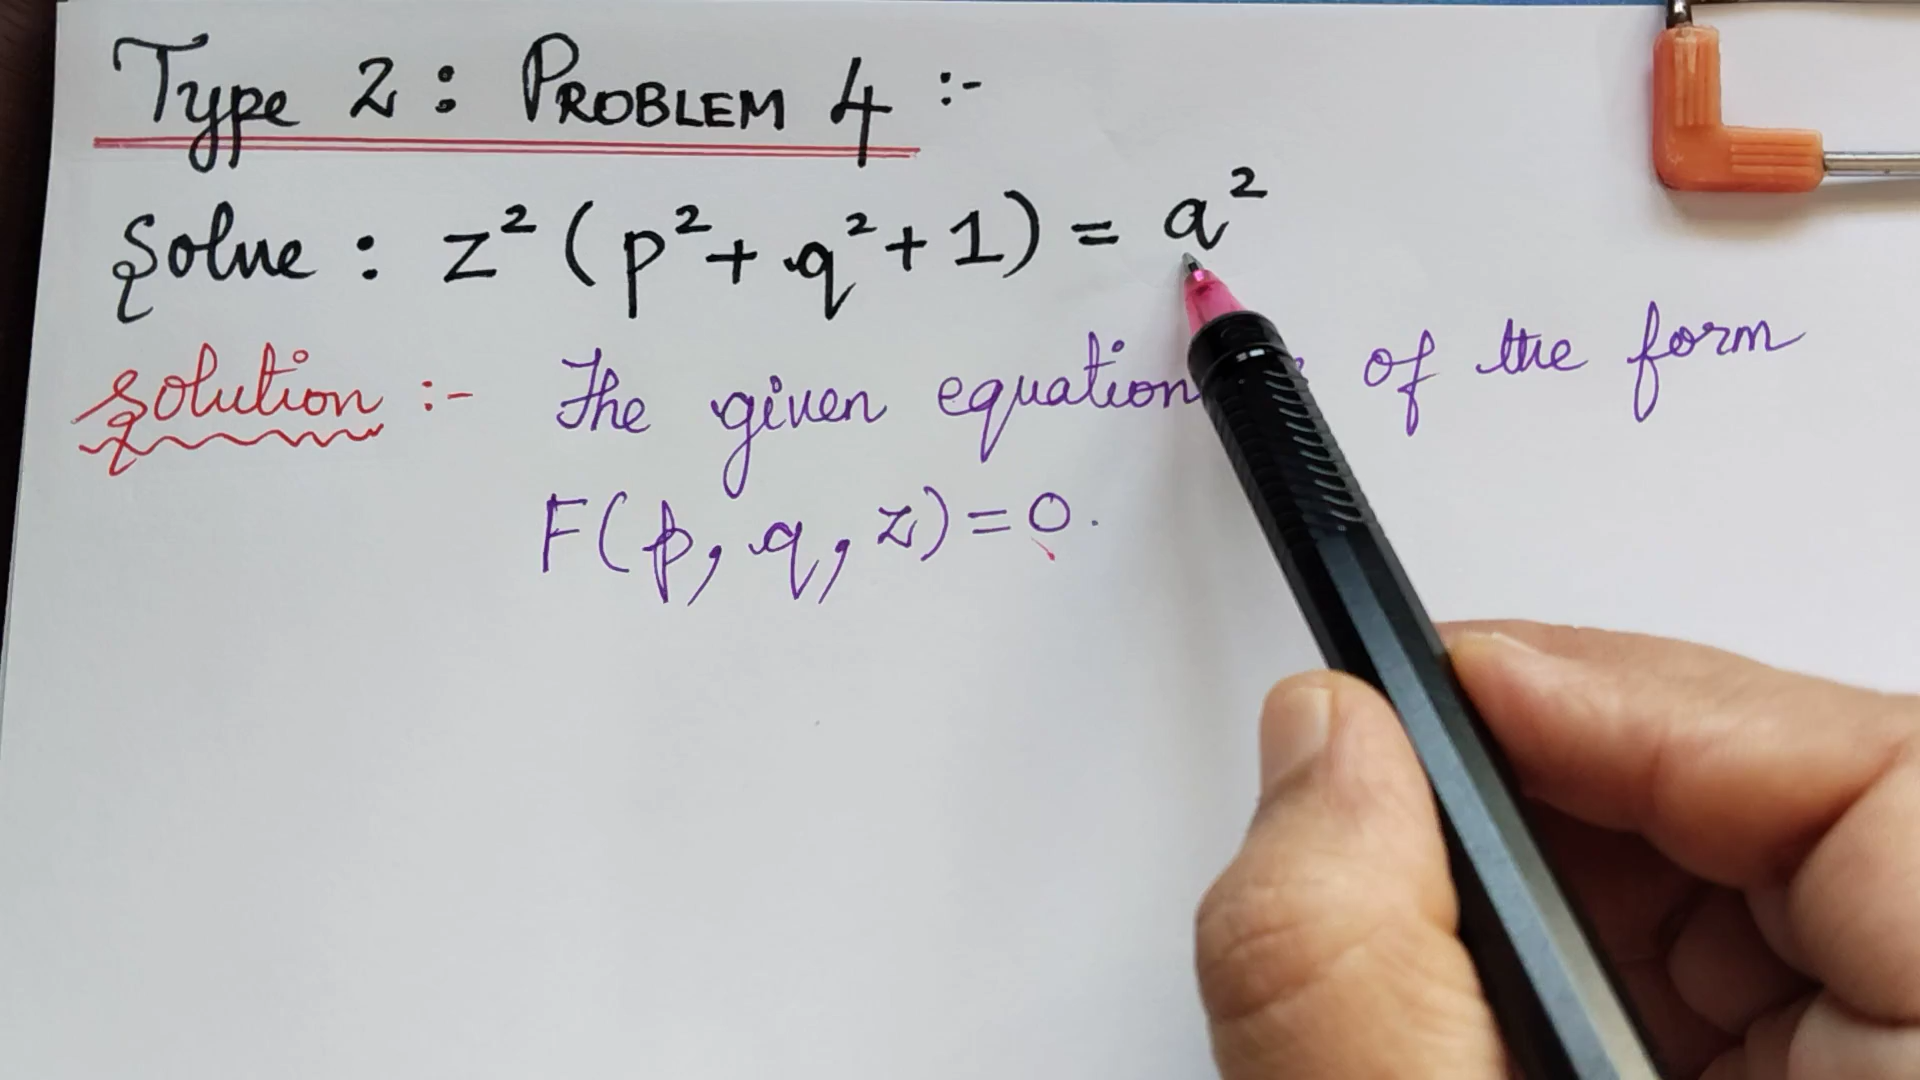 Type 2 : PROBLEM 4 :-
Solve : z² (p² + q² + 1) = a²
Solution :- The given equation of the form
F(p, q, z) = 0.